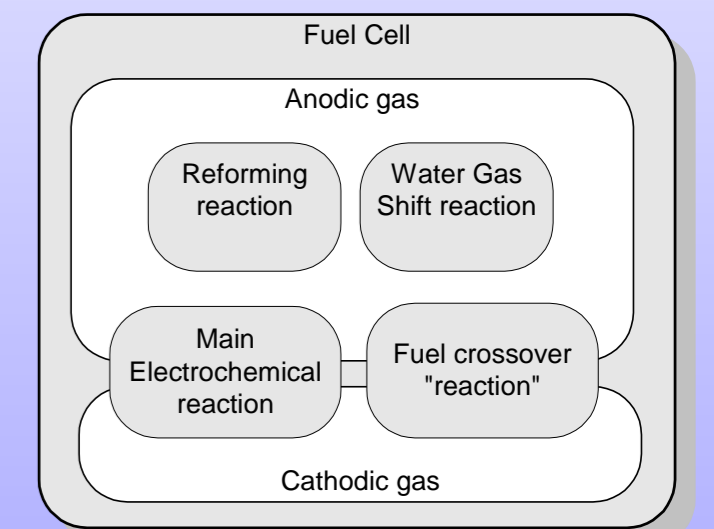 Fuel Cell
Anodic gas
Reforming
reaction
Water Gas
Shift reaction
Main
Electrochemical
reaction
Fuel crossover
"reaction"
Cathodic gas